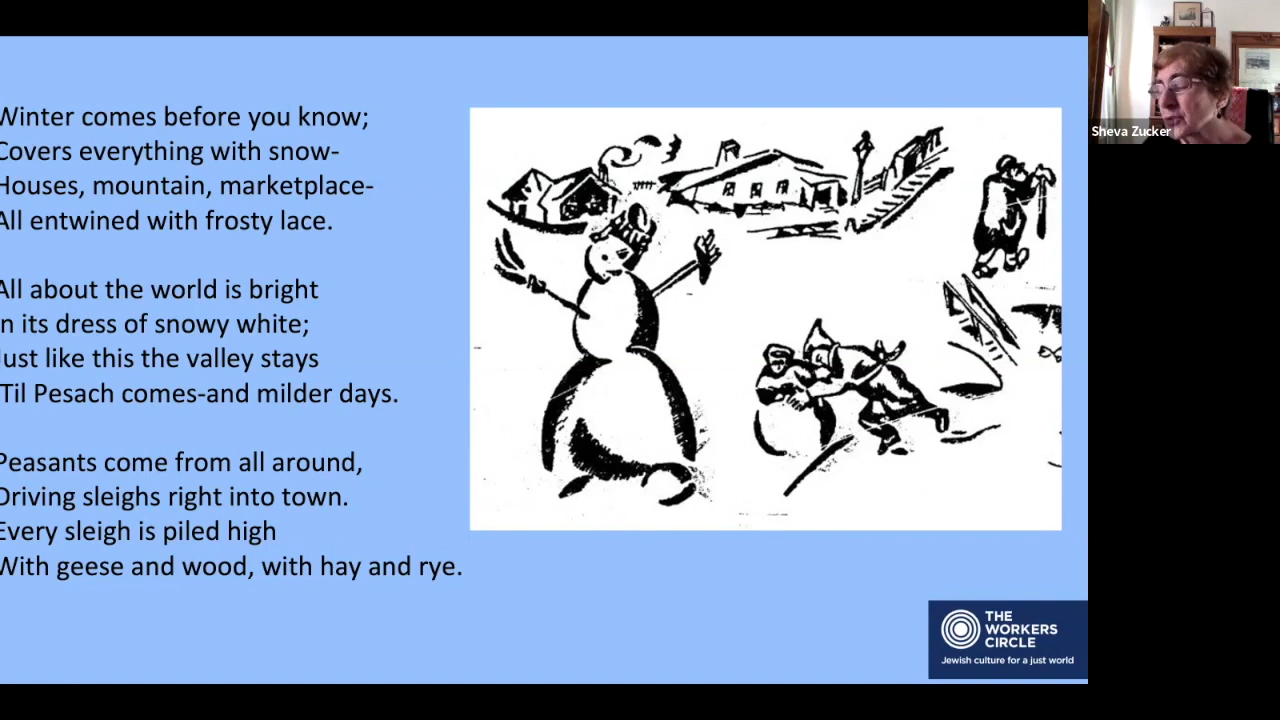 Winter comes before you know;
Covers everything with snow-
Houses, mountain, marketplace-
All entwined with frosty lace.
All about the world is bright
In its dress of snowy white;
Just like this the valley stays
'Til Pesach comes-and milder days.
Peasants come from all around,
Driving sleighs right into town.
Every sleigh is piled high
With geese and wood, with hay and rye.
THE
WORKERS
CIRCLE
Jewish culture for a just world
Sheva Zucker